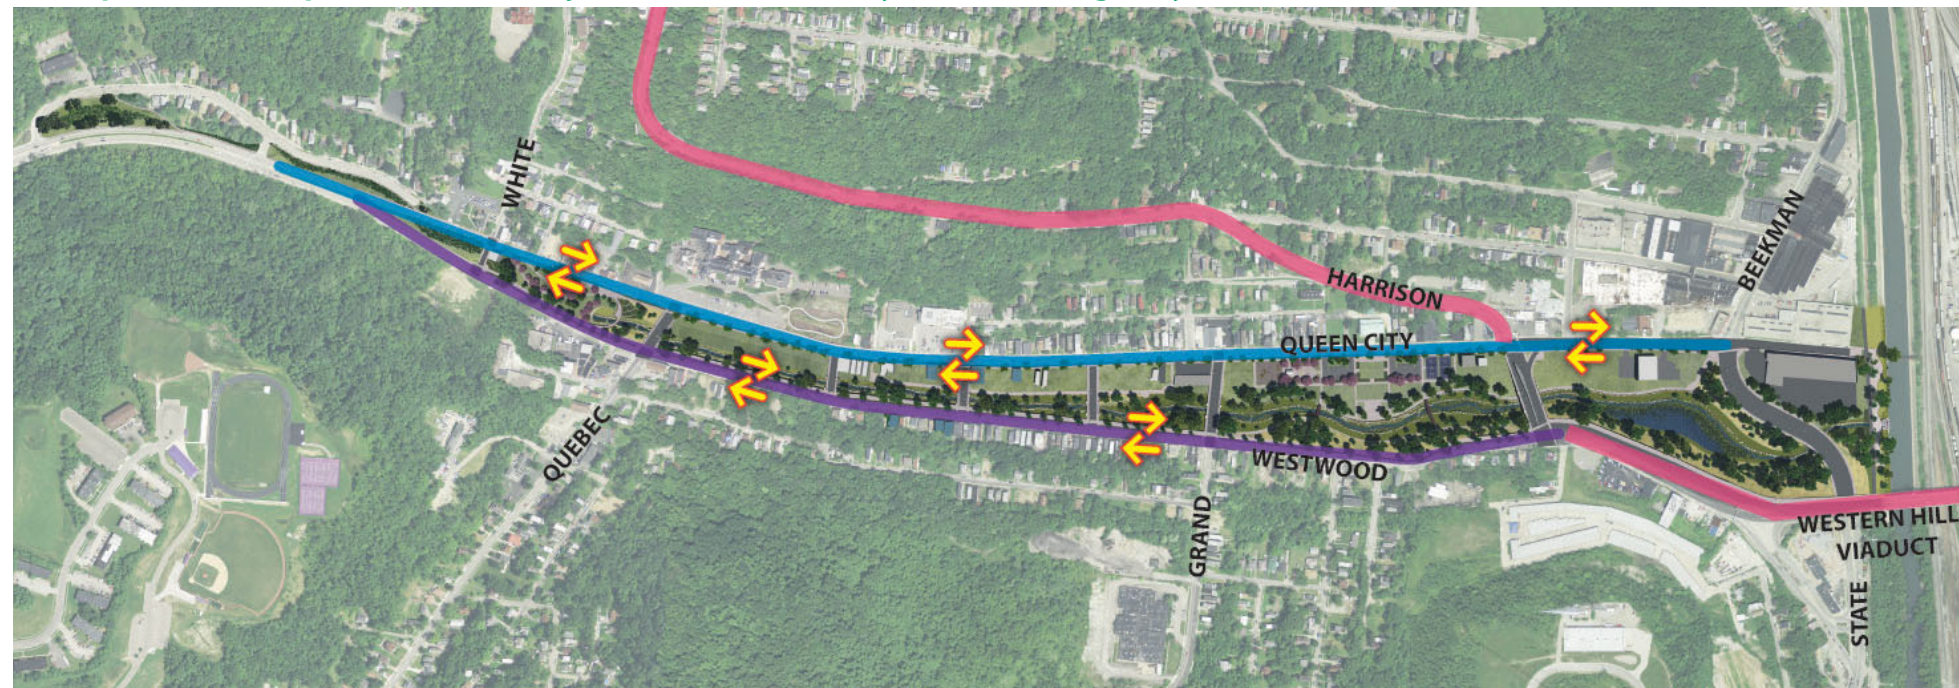 WHITE
BEEKMAN
HARRISON
QUEEN CITY
QUEBEC
WESTWOOD
GRAND
WESTERN HILL
VIADUCT
STATE